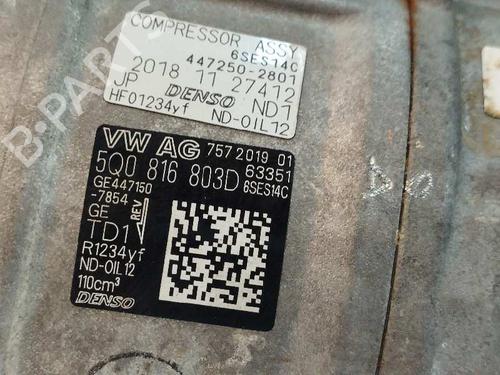 COMPRESSOR ASSY
6SES14C
447250-2801
2018 11 27412
JP DENSO ND1
HFO1234yf ND-OIL12
VW AG 757 2019 01
5Q0 816 803D 63351
6SES14C
GE447150
-7854
GE REV
TD1
R1234yf
ND-OIL12
110cm³
DENSO
B-PARTS